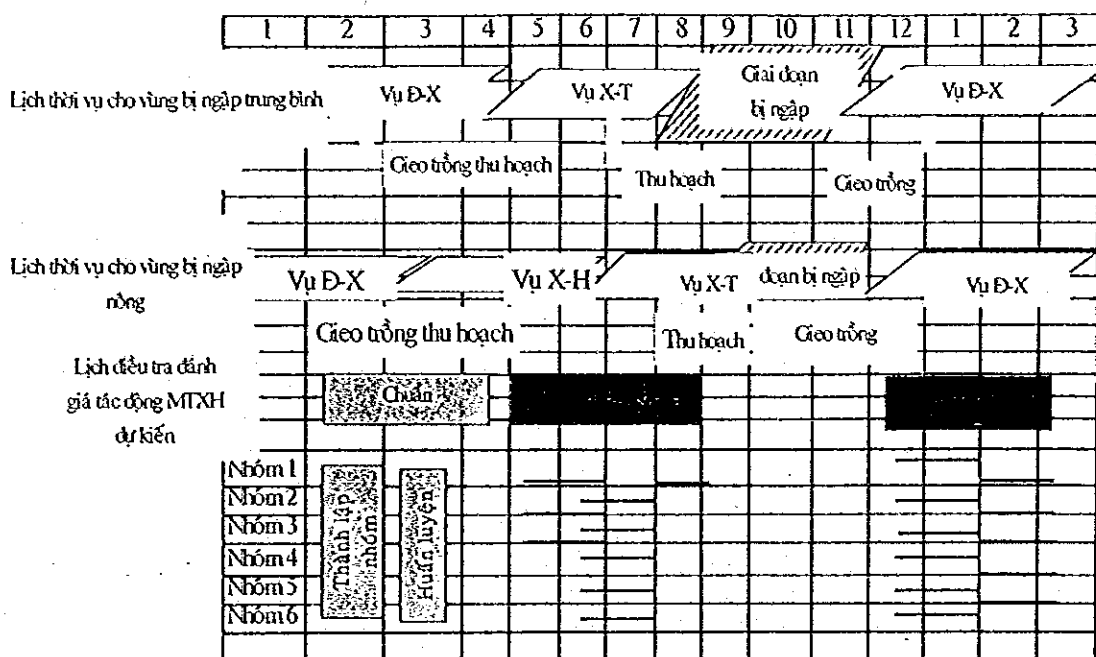 1 2 3 4 5 6 7 8 9 10 11 12 1 2 3
Lịch thời vụ cho vùng bị ngập trung bình
Vụ Đ-X
Vụ X-T
Giai đoạn
bị ngập
Vụ Đ-X
Gieo trồng thu hoạch
Thu hoạch
Gieo trồng
Lịch thời vụ cho vùng bị ngập
nông
Vụ Đ-X
Vụ X-H
Vụ X-T
đoạn bị ngập
Vụ Đ-X
Gieo trồng thu hoạch
Thu hoạch
Gieo trồng
Lịch điều tra đánh
giá tác động MTXH
dự kiến
Chuẩn
Nhóm 1
Nhóm 2
Nhóm 3
Nhóm 4
Nhóm 5
Nhóm 6
Thành lập
nhóm
Huấn luyện